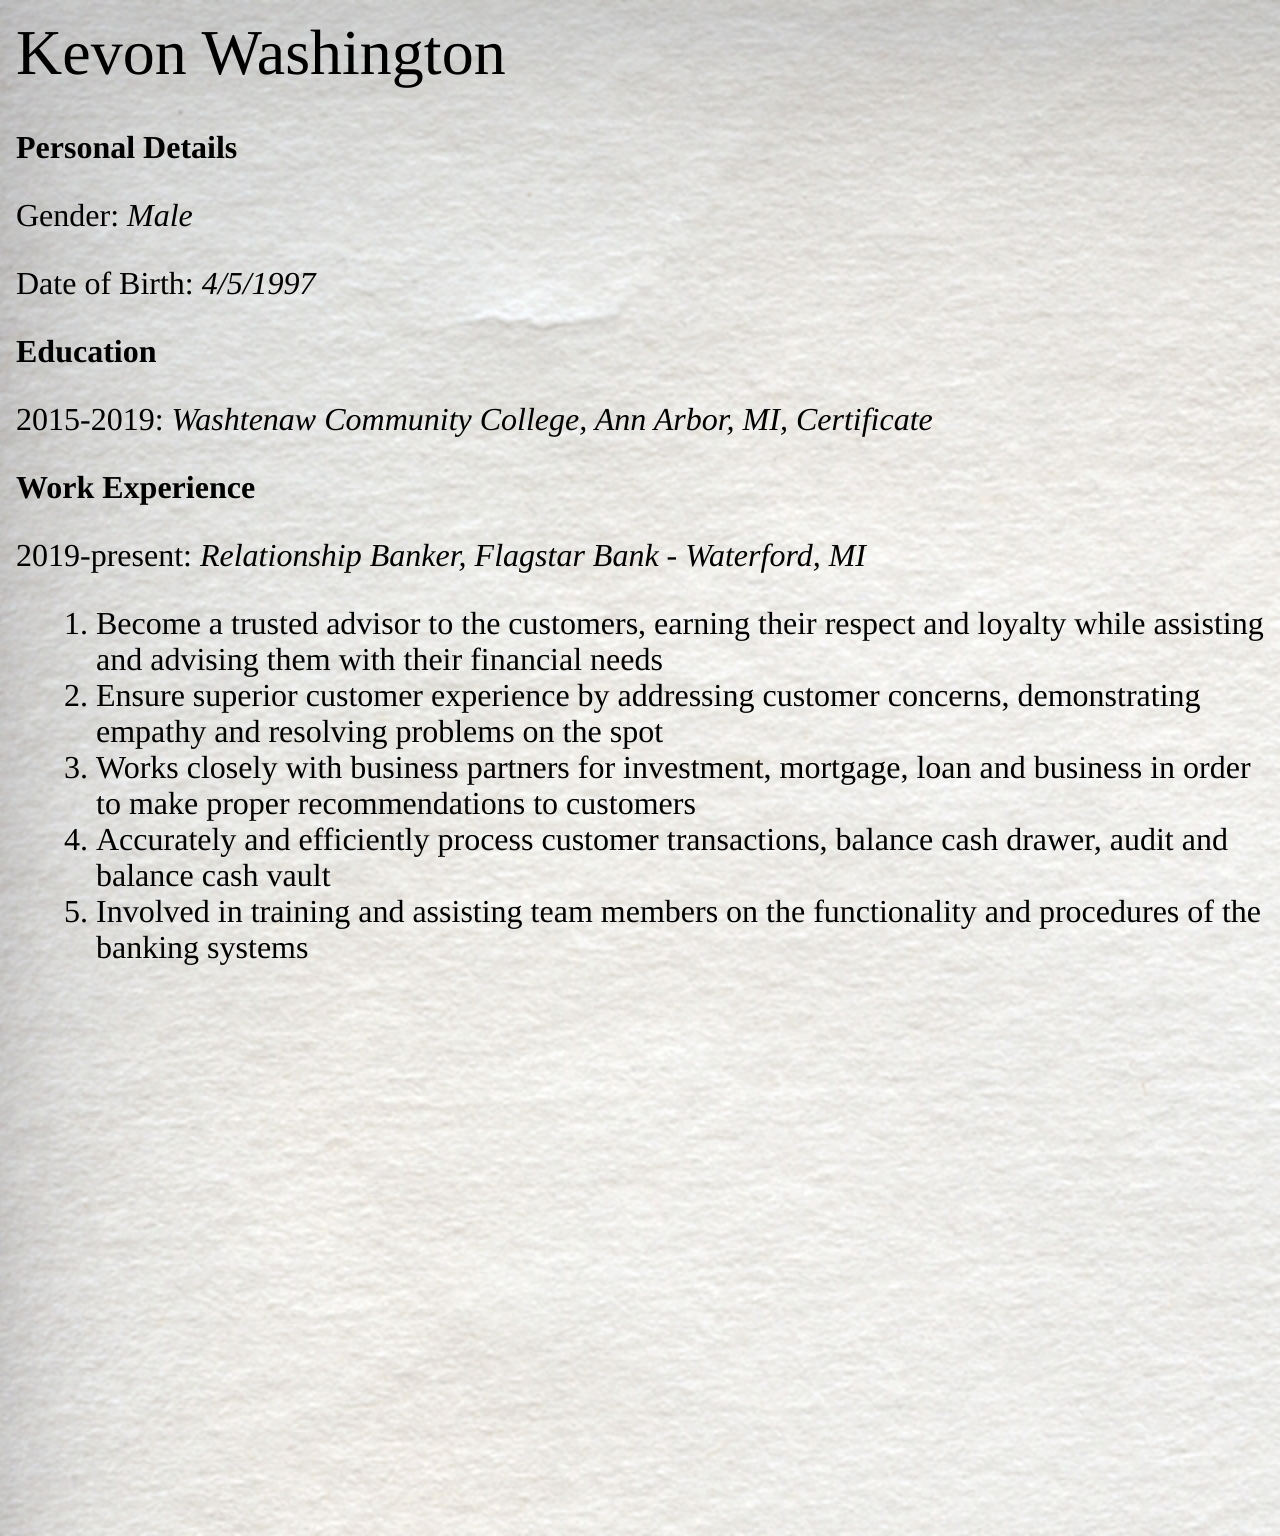 Kevon Washington
Personal Details
Gender: Male
Date of Birth: 4/5/1997
Education
2015-2019: Washtenaw Community College, Ann Arbor, MI, Certificate
Work Experience
2019-present: Relationship Banker, Flagstar Bank - Waterford, MI
1. Become a trusted advisor to the customers, earning their respect and loyalty while assisting
and advising them with their financial needs
2. Ensure superior customer experience by addressing customer concerns, demonstrating
empathy and resolving problems on the spot
3. Works closely with business partners for investment, mortgage, loan and business in order
to make proper recommendations to customers
4. Accurately and efficiently process customer transactions, balance cash drawer, audit and
balance cash vault
5. Involved in training and assisting team members on the functionality and procedures of the
banking systems